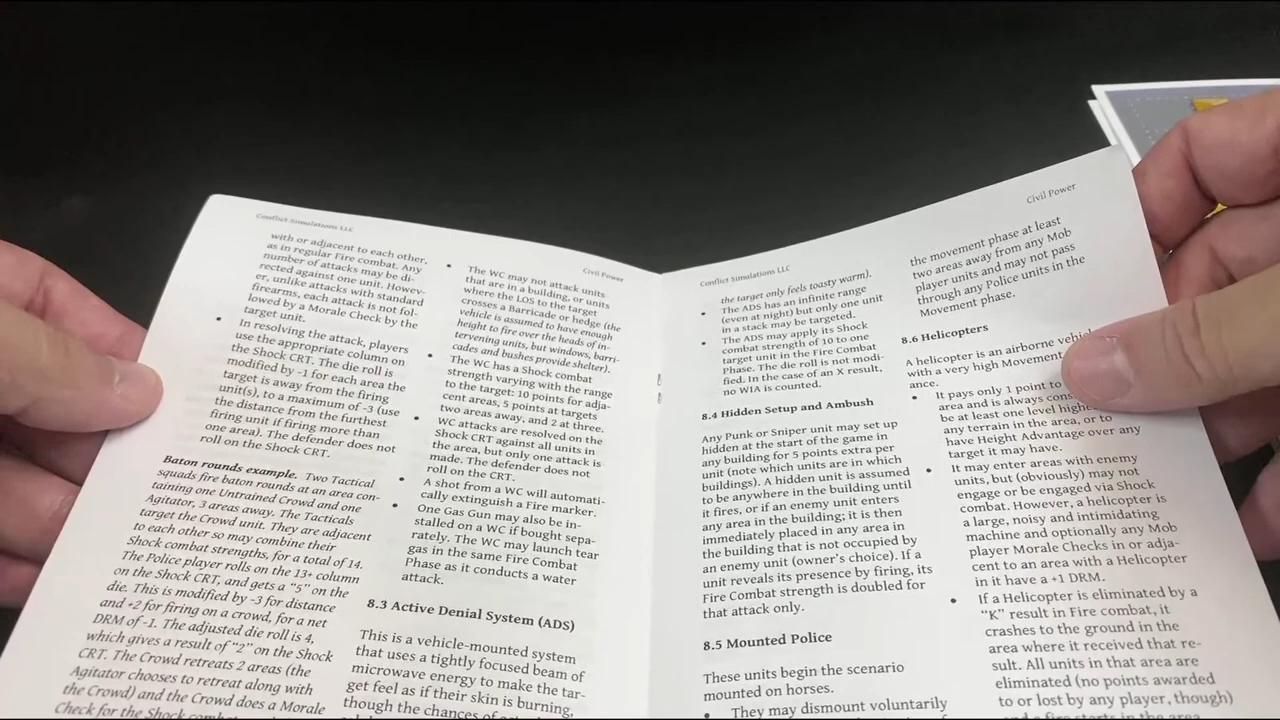 Conflict Simulations LLC
with or adjacent to each other,
as in regular Fire combat. Any
number of attacks may be di-
rected against one unit. Howev-
er, unlike attacks with standard
firearms, each attack is not fol-
lowed by a Morale Check by the
target unit.
• In resolving the attack, players
use the appropriate column on
the Shock CRT. The die roll is
modified by -1 for each area the
target is away from the firing
unit(s), to a maximum of -3 (use
the distance from the furthest
firing unit if firing more than
one area). The defender does not
roll on the Shock CRT.
Baton rounds example. Two Tactical
squads fire baton rounds at an area con-
taining one Untrained Crowd and one
Agitator, 3 areas away. The Tacticals
target the Crowd unit. They are adjacent
to each other so may combine their
Shock combat strengths, for a total of 14.
The Police player rolls on the 13+ column
on the Shock CRT, and gets a "5" on the
die. This is modified by -3 for distance
and +2 for firing on a crowd, for a net
DRM of -1. The adjusted die roll is 4,
which gives a result of "2" on the Shock
CRT. The Crowd retreats 2 areas (the
Agitator chooses to retreat along with
the Crowd) and the Crowd does a Morale
Check for the Shock
Civil Power
• The WC may not attack units
that are in a building, or units
where the LOS to the target
crosses a Barricade or hedge (the
vehicle is assumed to have enough
height to fire over the heads of in-
tervening units, but windows, barri-
cades and bushes provide shelter).
• The WC has a Shock combat
strength varying with the range
to the target: 10 points for adja-
cent areas, 5 points at targets
two areas away, and 2 at three.
• WC attacks are resolved on the
Shock CRT against all units in
the area, but only one attack is
made. The defender does not
roll on the CRT.
• A shot from a WC will automati-
cally extinguish a Fire marker.
• One Gas Gun may also be in-
stalled on a WC if bought sepa-
rately. The WC may launch tear
gas in the same Fire Combat
Phase as it conducts a water
attack.
8.3 Active Denial System (ADS)
This is a vehicle-mounted system
that uses a tightly focused beam of
microwave energy to make the tar-
get feel as if their skin is burning,
though the chances of
Conflict Simulations LLC
the target only feels toasty warm).
• The ADS has an infinite range
(even at night) but only one unit
in a stack may be targeted.
• The ADS may apply its Shock
combat strength of 10 to one
target unit in the Fire Combat
Phase. The die roll is not modi-
fied. In the case of an X result,
no WIA is counted.
8.4 Hidden Setup and Ambush
Any Punk or Sniper unit may set up
hidden at the start of the game in
any building for 5 points extra per
unit (note which units are in which
buildings). A hidden unit is assumed
to be anywhere in the building until
it fires, or if an enemy unit enters
any area in the building; it is then
immediately placed in any area in
the building that is not occupied by
an enemy unit (owner's choice). If a
unit reveals its presence by firing, its
Fire Combat strength is doubled for
that attack only.
8.5 Mounted Police
These units begin the scenario
mounted on horses.
• They may dismount voluntarily
Civil Power
the movement phase at least
two areas away from any Mob
player units and may not pass
through any Police units in the
Movement phase.
8.6 Helicopters
A helicopter is an airborne
with a very high Movement
ance.
• It pays only 1 point to
area and is always
be at least one level
any terrain in the area, or to
have Height Advantage over any
target it may have.
• It may enter areas with enemy
units, but (obviously) may not
engage or be engaged via Shock
combat. However, a helicopter is
a large, noisy and intimidating
machine and optionally any Mob
player Morale Checks in or adja-
cent to an area with a Helicopter
in it have a +1 DRM.
• If a Helicopter is eliminated by a
"K" result in Fire combat, it
crashes to the ground in the
area where it received that re-
sult. All units in that area are
eliminated (no points awarded
to or lost by any player, though)
and a fire starts in the area